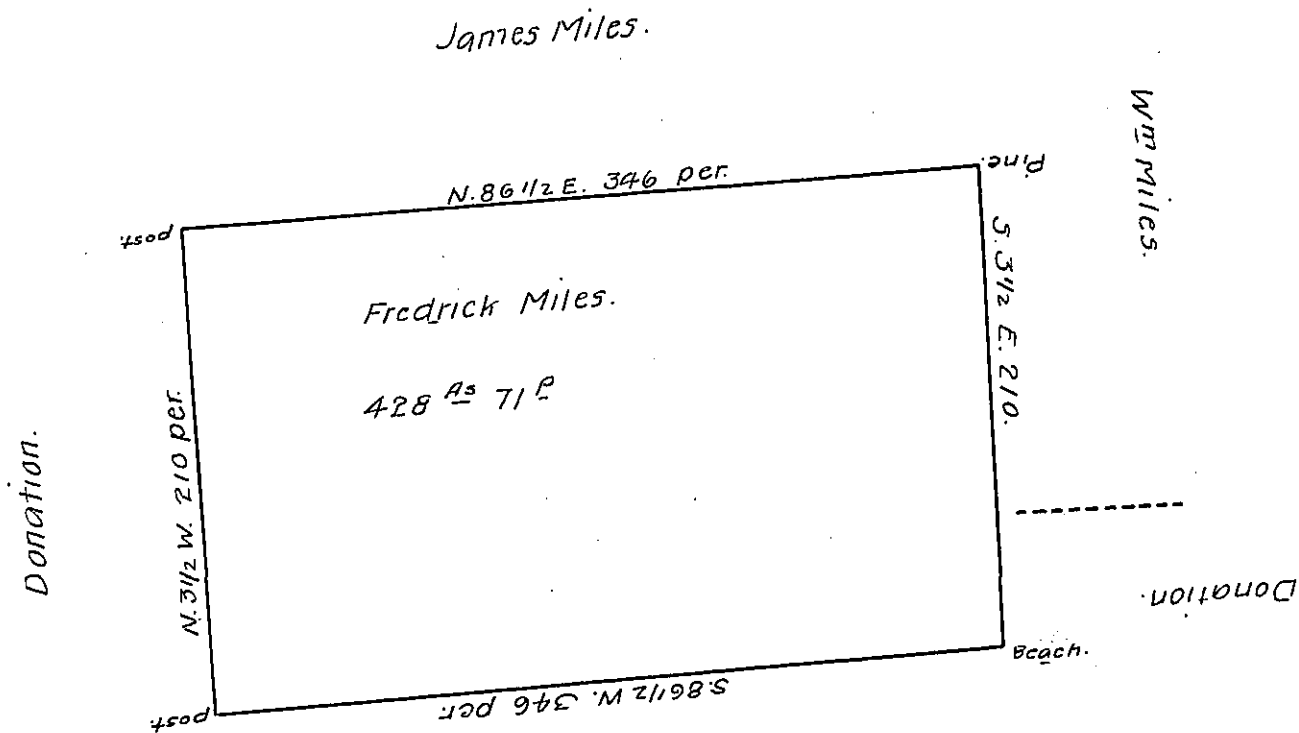 James Miles.
Wm Miles.
N. 86 1/2 E. 346 per.
Pine.
post.
S. 3 1/2 E. 210.
Fredrick Miles.
428 As 71 P
N. 3 1/2 W. 210 per.
Donation.
Donation.
Beach.
S. 86 1/2 W. 346 per.
post.